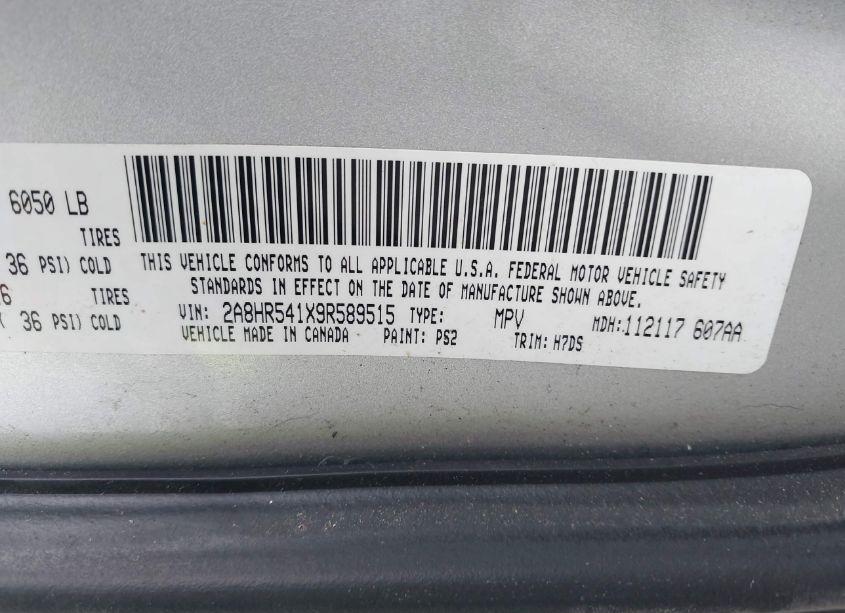 6050 LB
TIRES
36 PSI) COLD
6 TIRES
36 PSI) COLD
THIS VEHICLE CONFORMS TO ALL APPLICABLE U.S.A. FEDERAL MOTOR VEHICLE SAFETY
STANDARDS IN EFFECT ON THE DATE OF MANUFACTURE SHOWN ABOVE.
VIN: 2A8HR541X9R589515 TYPE: MPV MDH: 112117 607AA
VEHICLE MADE IN CANADA PAINT: PS2 TRIM: H7DS